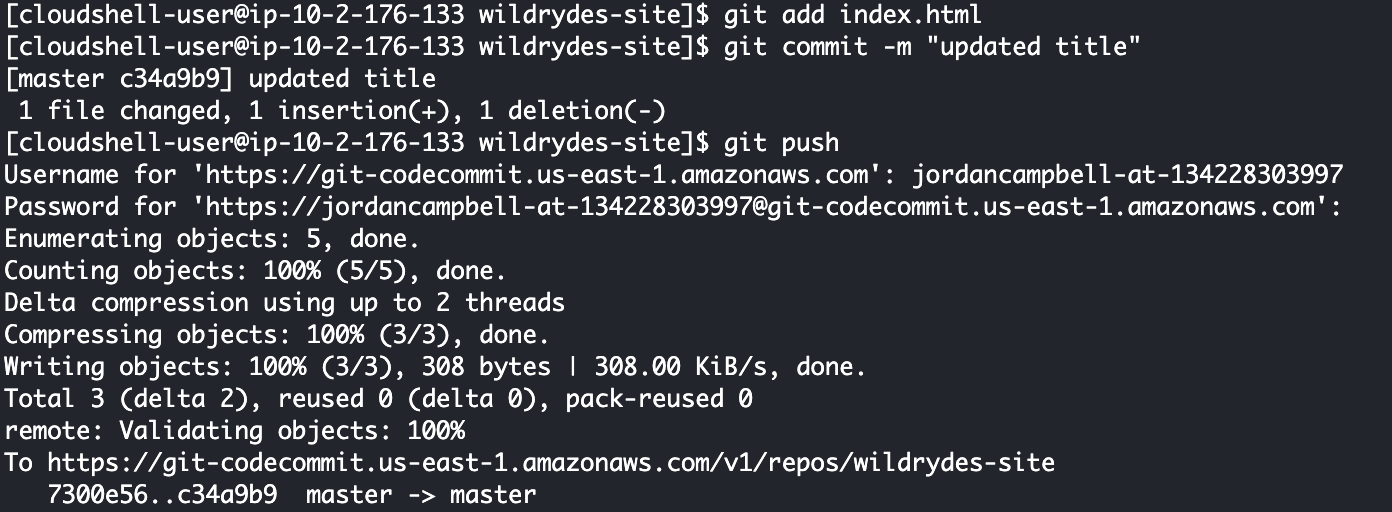 [cloudshell-user@ip-10-2-176-133 wildrydes-site]$ git add index.html
[cloudshell-user@ip-10-2-176-133 wildrydes-site]$ git commit -m "updated title"
[master c34a9b9] updated title
 1 file changed, 1 insertion(+), 1 deletion(-)
[cloudshell-user@ip-10-2-176-133 wildrydes-site]$ git push
Username for 'https://git-codecommit.us-east-1.amazonaws.com': jordancampbell-at-134228303997
Password for 'https://jordancampbell-at-134228303997@git-codecommit.us-east-1.amazonaws.com':
Enumerating objects: 5, done.
Counting objects: 100% (5/5), done.
Delta compression using up to 2 threads
Compressing objects: 100% (3/3), done.
Writing objects: 100% (3/3), 308 bytes | 308.00 KiB/s, done.
Total 3 (delta 2), reused 0 (delta 0), pack-reused 0
remote: Validating objects: 100%
To https://git-codecommit.us-east-1.amazonaws.com/v1/repos/wildrydes-site
   7300e56..c34a9b9  master -> master